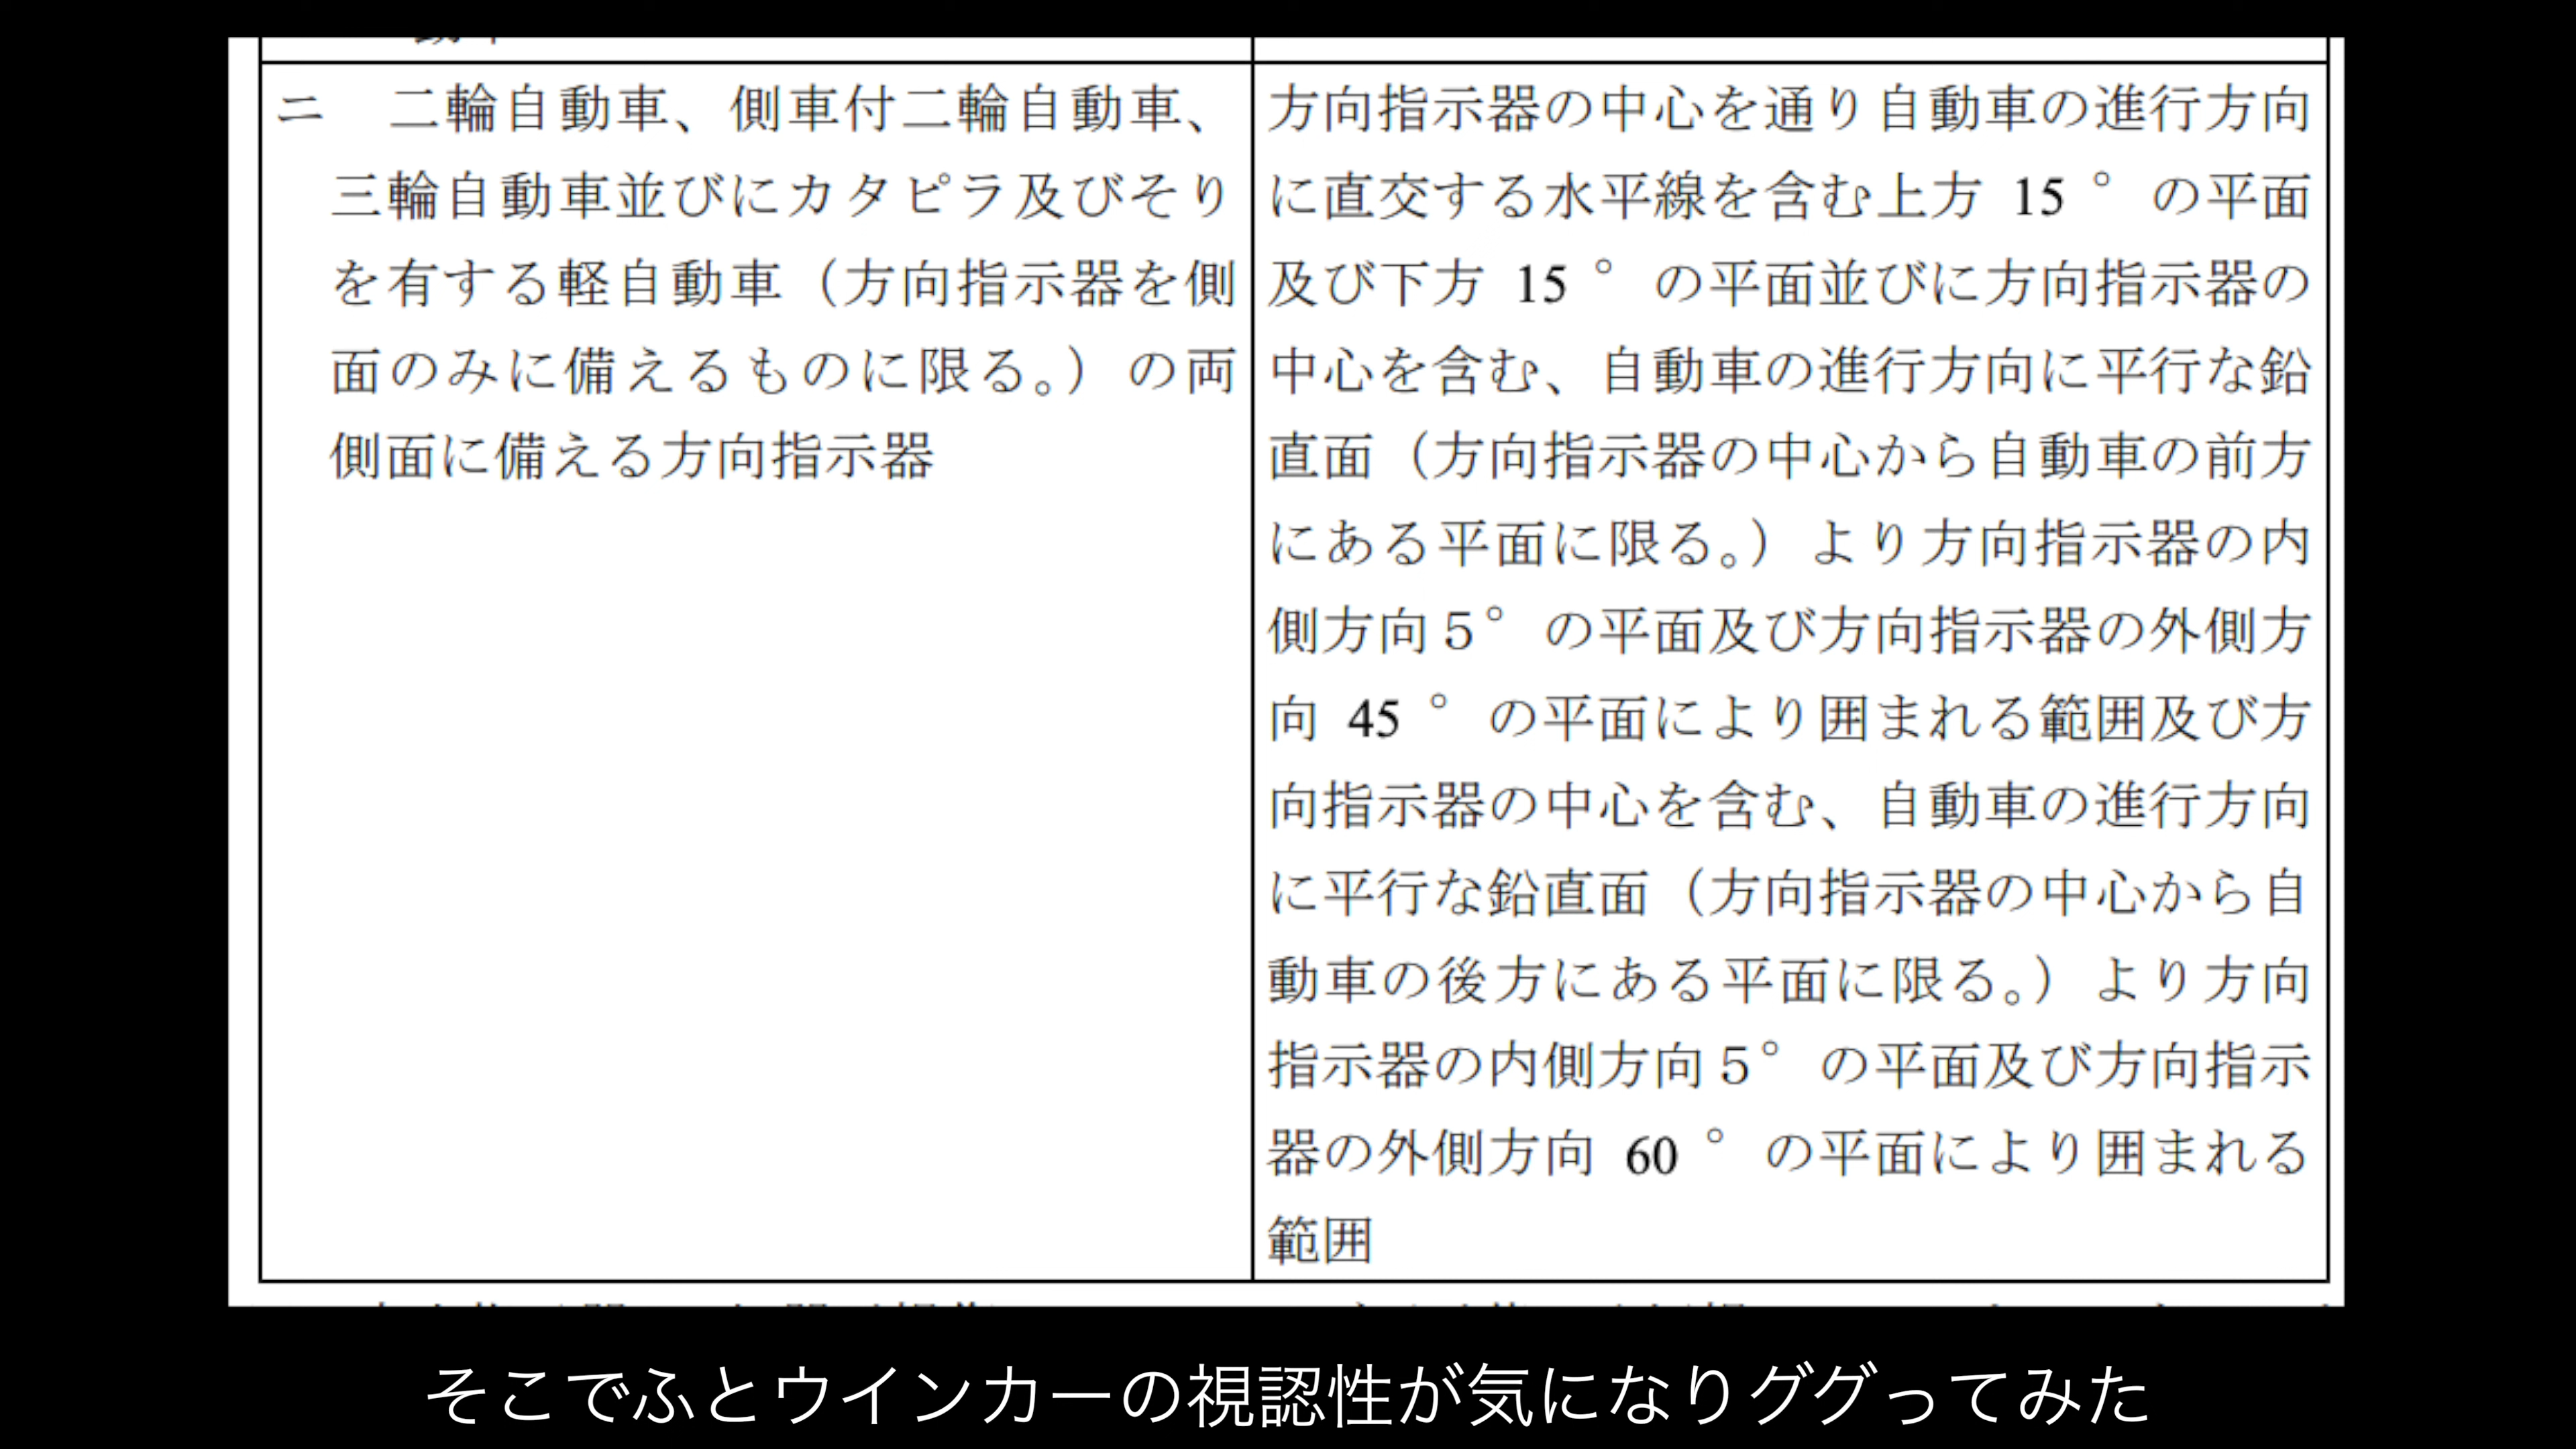 ニ　二輪自動車、側車付二輪自動車、
三輪自動車並びにカタピラ及びそり
を有する軽自動車（方向指示器を側
面のみに備えるものに限る。）の両
側面に備える方向指示器
方向指示器の中心を通り自動車の進行方向
に直交する水平線を含む上方 15 °の平面
及び下方 15 °の平面並びに方向指示器の
中心を含む、自動車の進行方向に平行な鉛
直面（方向指示器の中心から自動車の前方
にある平面に限る。）より方向指示器の内
側方向５°の平面及び方向指示器の外側方
向 45 °の平面により囲まれる範囲及び方
向指示器の中心を含む、自動車の進行方向
に平行な鉛直面（方向指示器の中心から自
動車の後方にある平面に限る。）より方向
指示器の内側方向５°の平面及び方向指示
器の外側方向 60 °の平面により囲まれる
範囲
そこでふとウインカーの視認性が気になりググってみた